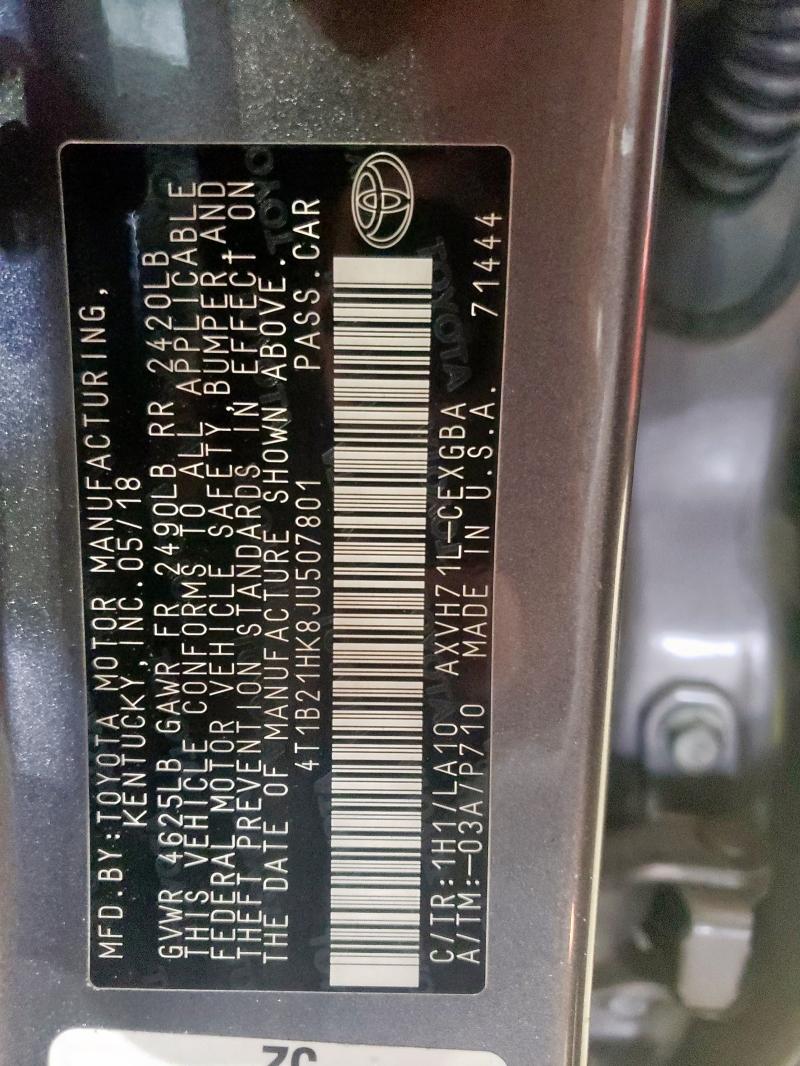 MFD.BY:TOYOTA MOTOR MANUFACTURING,
KENTUCKY,INC.05/18
GVWR 4625LB GAWR FR 2490LB RR 2420LB
THIS VEHICLE CONFORMS TO ALL APPLICABLE
FEDERAL MOTOR VEHICLE SAFETY,BUMPER,AND
THEFT PREVENTION STANDARDS IN EFFECT ON
THE DATE OF MANUFACTURE SHOWN ABOVE.
4T1B21HK8JU507801 PASS.CAR
C/TR:1H1/LA10 AXVH71L-CEXGBA
A/TM:-03A/P710 MADE IN U.S.A. 71444